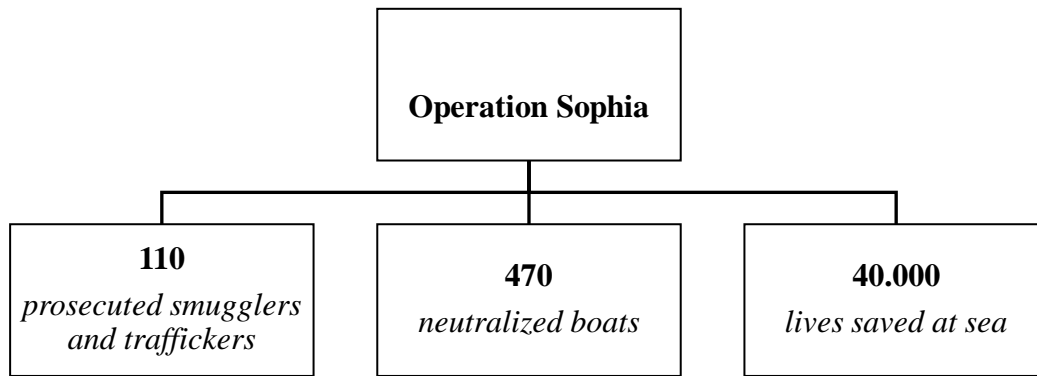 Operation Sophia
110
prosecuted smugglers
and traffickers
470
neutralized boats
40.000
lives saved at sea